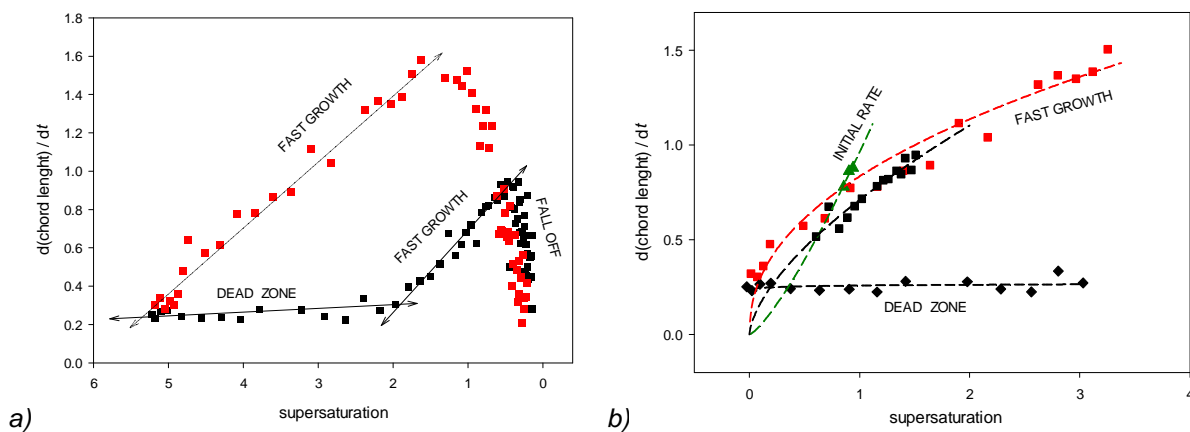 1.8
1.6
1.4
1.2
1.0
0.8
0.6
0.4
0.2
0.0
d(chord lenght) / dt
FAST GROWTH
FAST GROWTH
FALL OFF
DEAD ZONE
6 5 4 3 2 1 0
supersaturation
a)
1.5
1.0
0.5
0.0
d(chord lenght) / dt
INITIAL RATE
FAST GROWTH
DEAD ZONE
0 1 2 3 4
supersaturation
b)